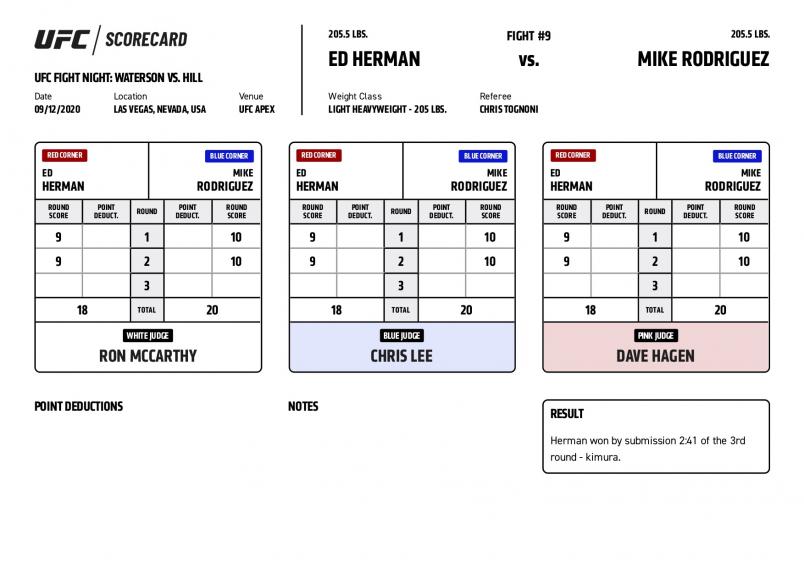 UFC / SCORECARD
UFC FIGHT NIGHT: WATERSON VS. HILL
Date Location Venue
09/12/2020 LAS VEGAS, NEVADA, USA UFC APEX
205.5 LBS. FIGHT #9 205.5 LBS.
ED HERMAN VS. MIKE RODRIGUEZ
Weight Class Referee
LIGHT HEAVYWEIGHT - 205 LBS. CHRIS TOGNONI
RED CORNER BLUE CORNER
ED MIKE
HERMAN RODRIGUEZ
ROUND SCORE POINT DEDUCT. ROUND POINT DEDUCT. ROUND SCORE
9 1 10
9 2 10
3
18 TOTAL 20
WHITE JUDGE
RON MCCARTHY
RED CORNER BLUE CORNER
ED MIKE
HERMAN RODRIGUEZ
ROUND SCORE POINT DEDUCT. ROUND POINT DEDUCT. ROUND SCORE
9 1 10
9 2 10
3
18 TOTAL 20
BLUE JUDGE
CHRIS LEE
RED CORNER BLUE CORNER
ED MIKE
HERMAN RODRIGUEZ
ROUND SCORE POINT DEDUCT. ROUND POINT DEDUCT. ROUND SCORE
9 1 10
9 2 10
3
18 TOTAL 20
PINK JUDGE
DAVE HAGEN
POINT DEDUCTIONS
NOTES
RESULT
Herman won by submission 2:41 of the 3rd
round - kimura.